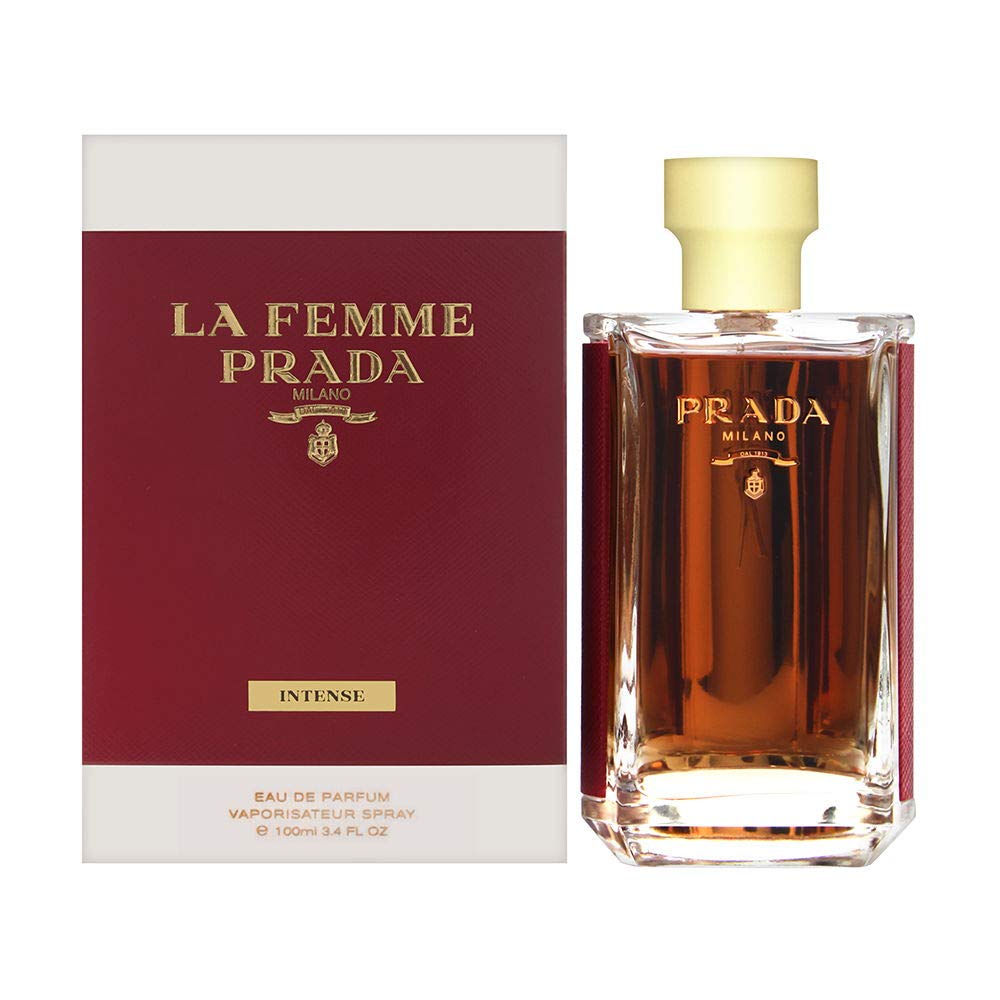 LA FEMME
PRADA
MILANO
INTENSE
EAU DE PARFUM
VAPORISATEUR SPRAY
e 100ml 3.4 FL OZ
PRADA
MILANO
DAL 1913